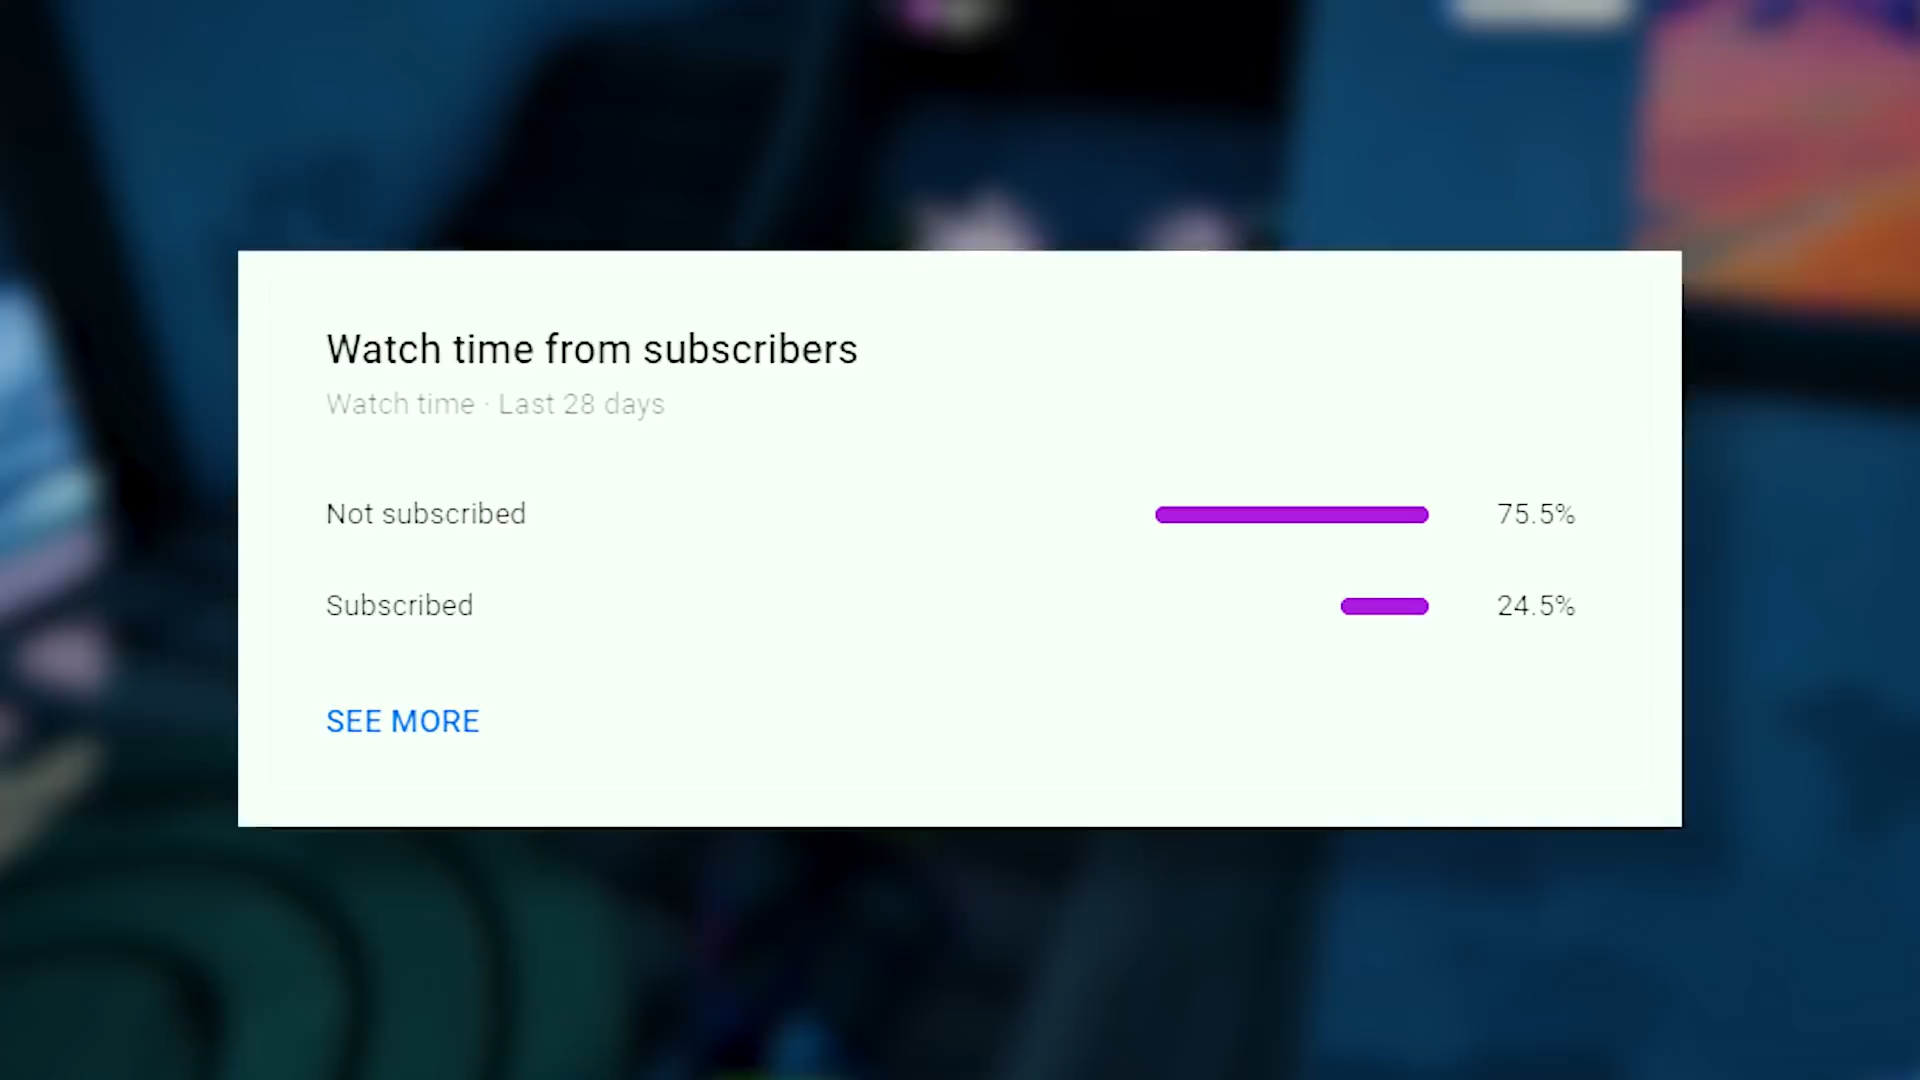 Watch time from subscribers
Watch time · Last 28 days
Not subscribed 75.5%
Subscribed 24.5%
SEE MORE